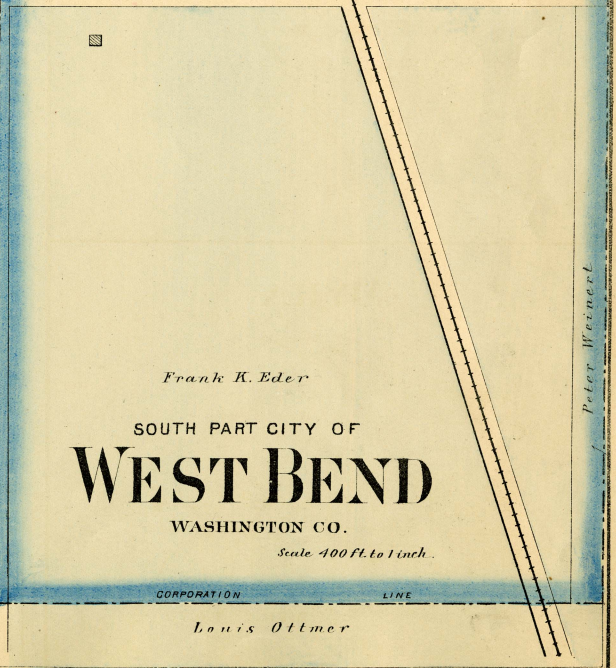 Peter Weinert
Frank K. Eder
SOUTH PART CITY OF
WEST BEND
WASHINGTON CO.
Scale 400 ft. to 1 inch.
CORPORATION LINE
Louis Ottmer